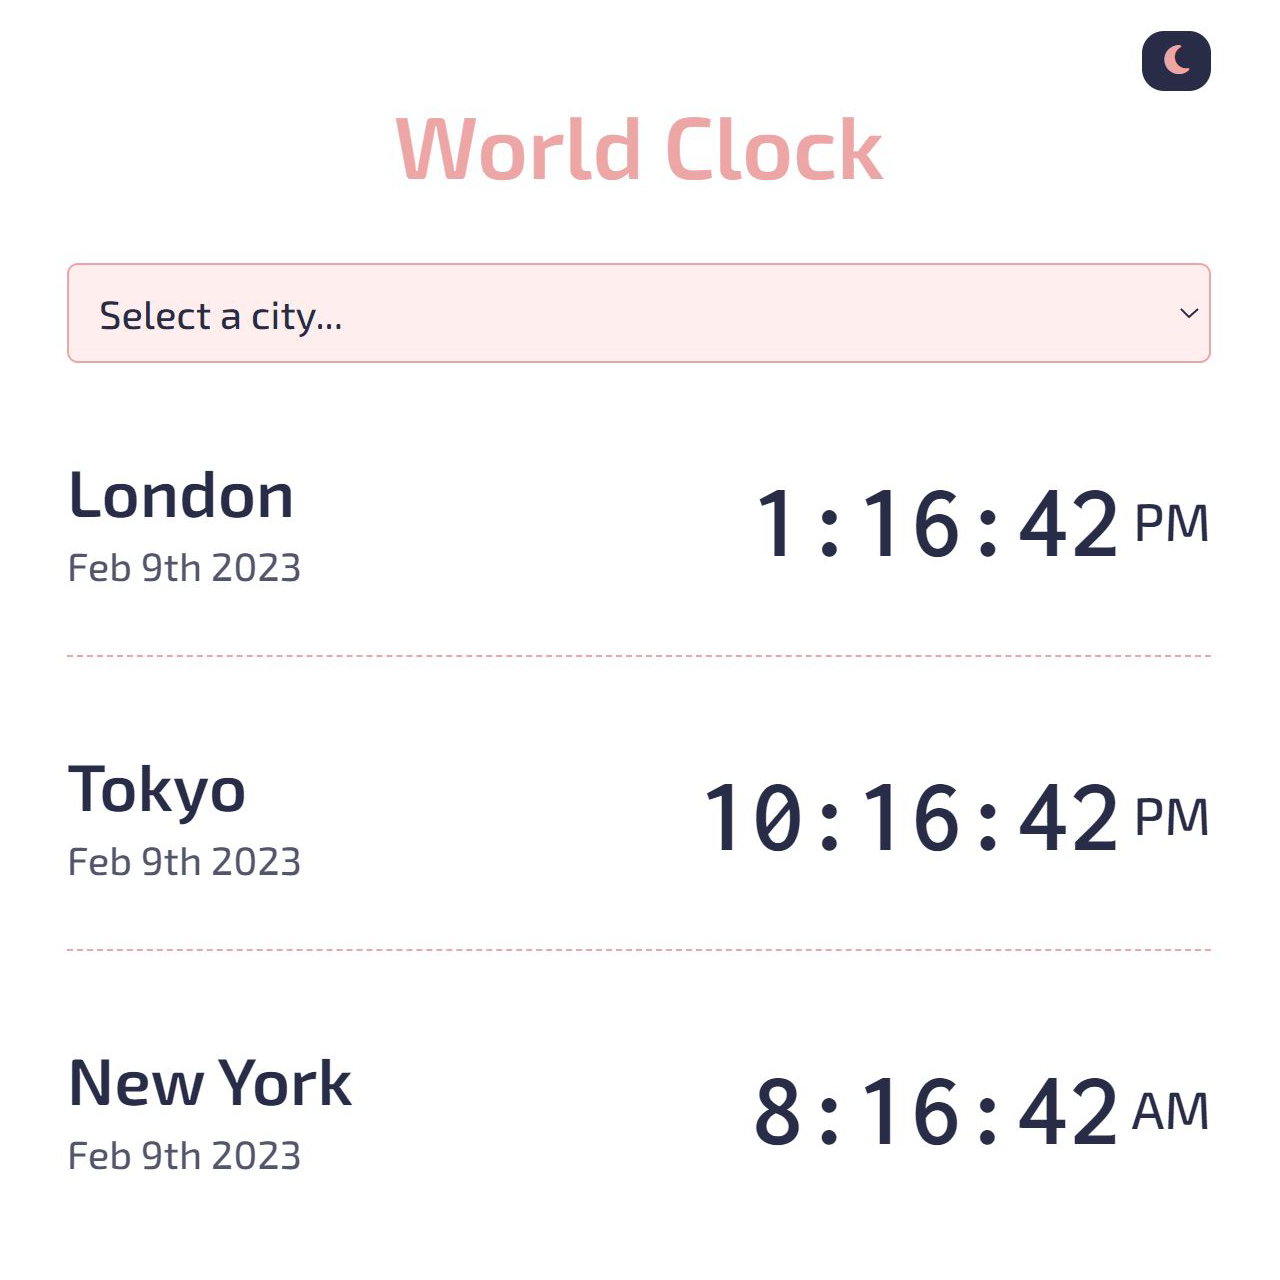 World Clock
Select a city...
London
Feb 9th 2023
1:16:42 PM
Tokyo
Feb 9th 2023
10:16:42 PM
New York
Feb 9th 2023
8:16:42 AM